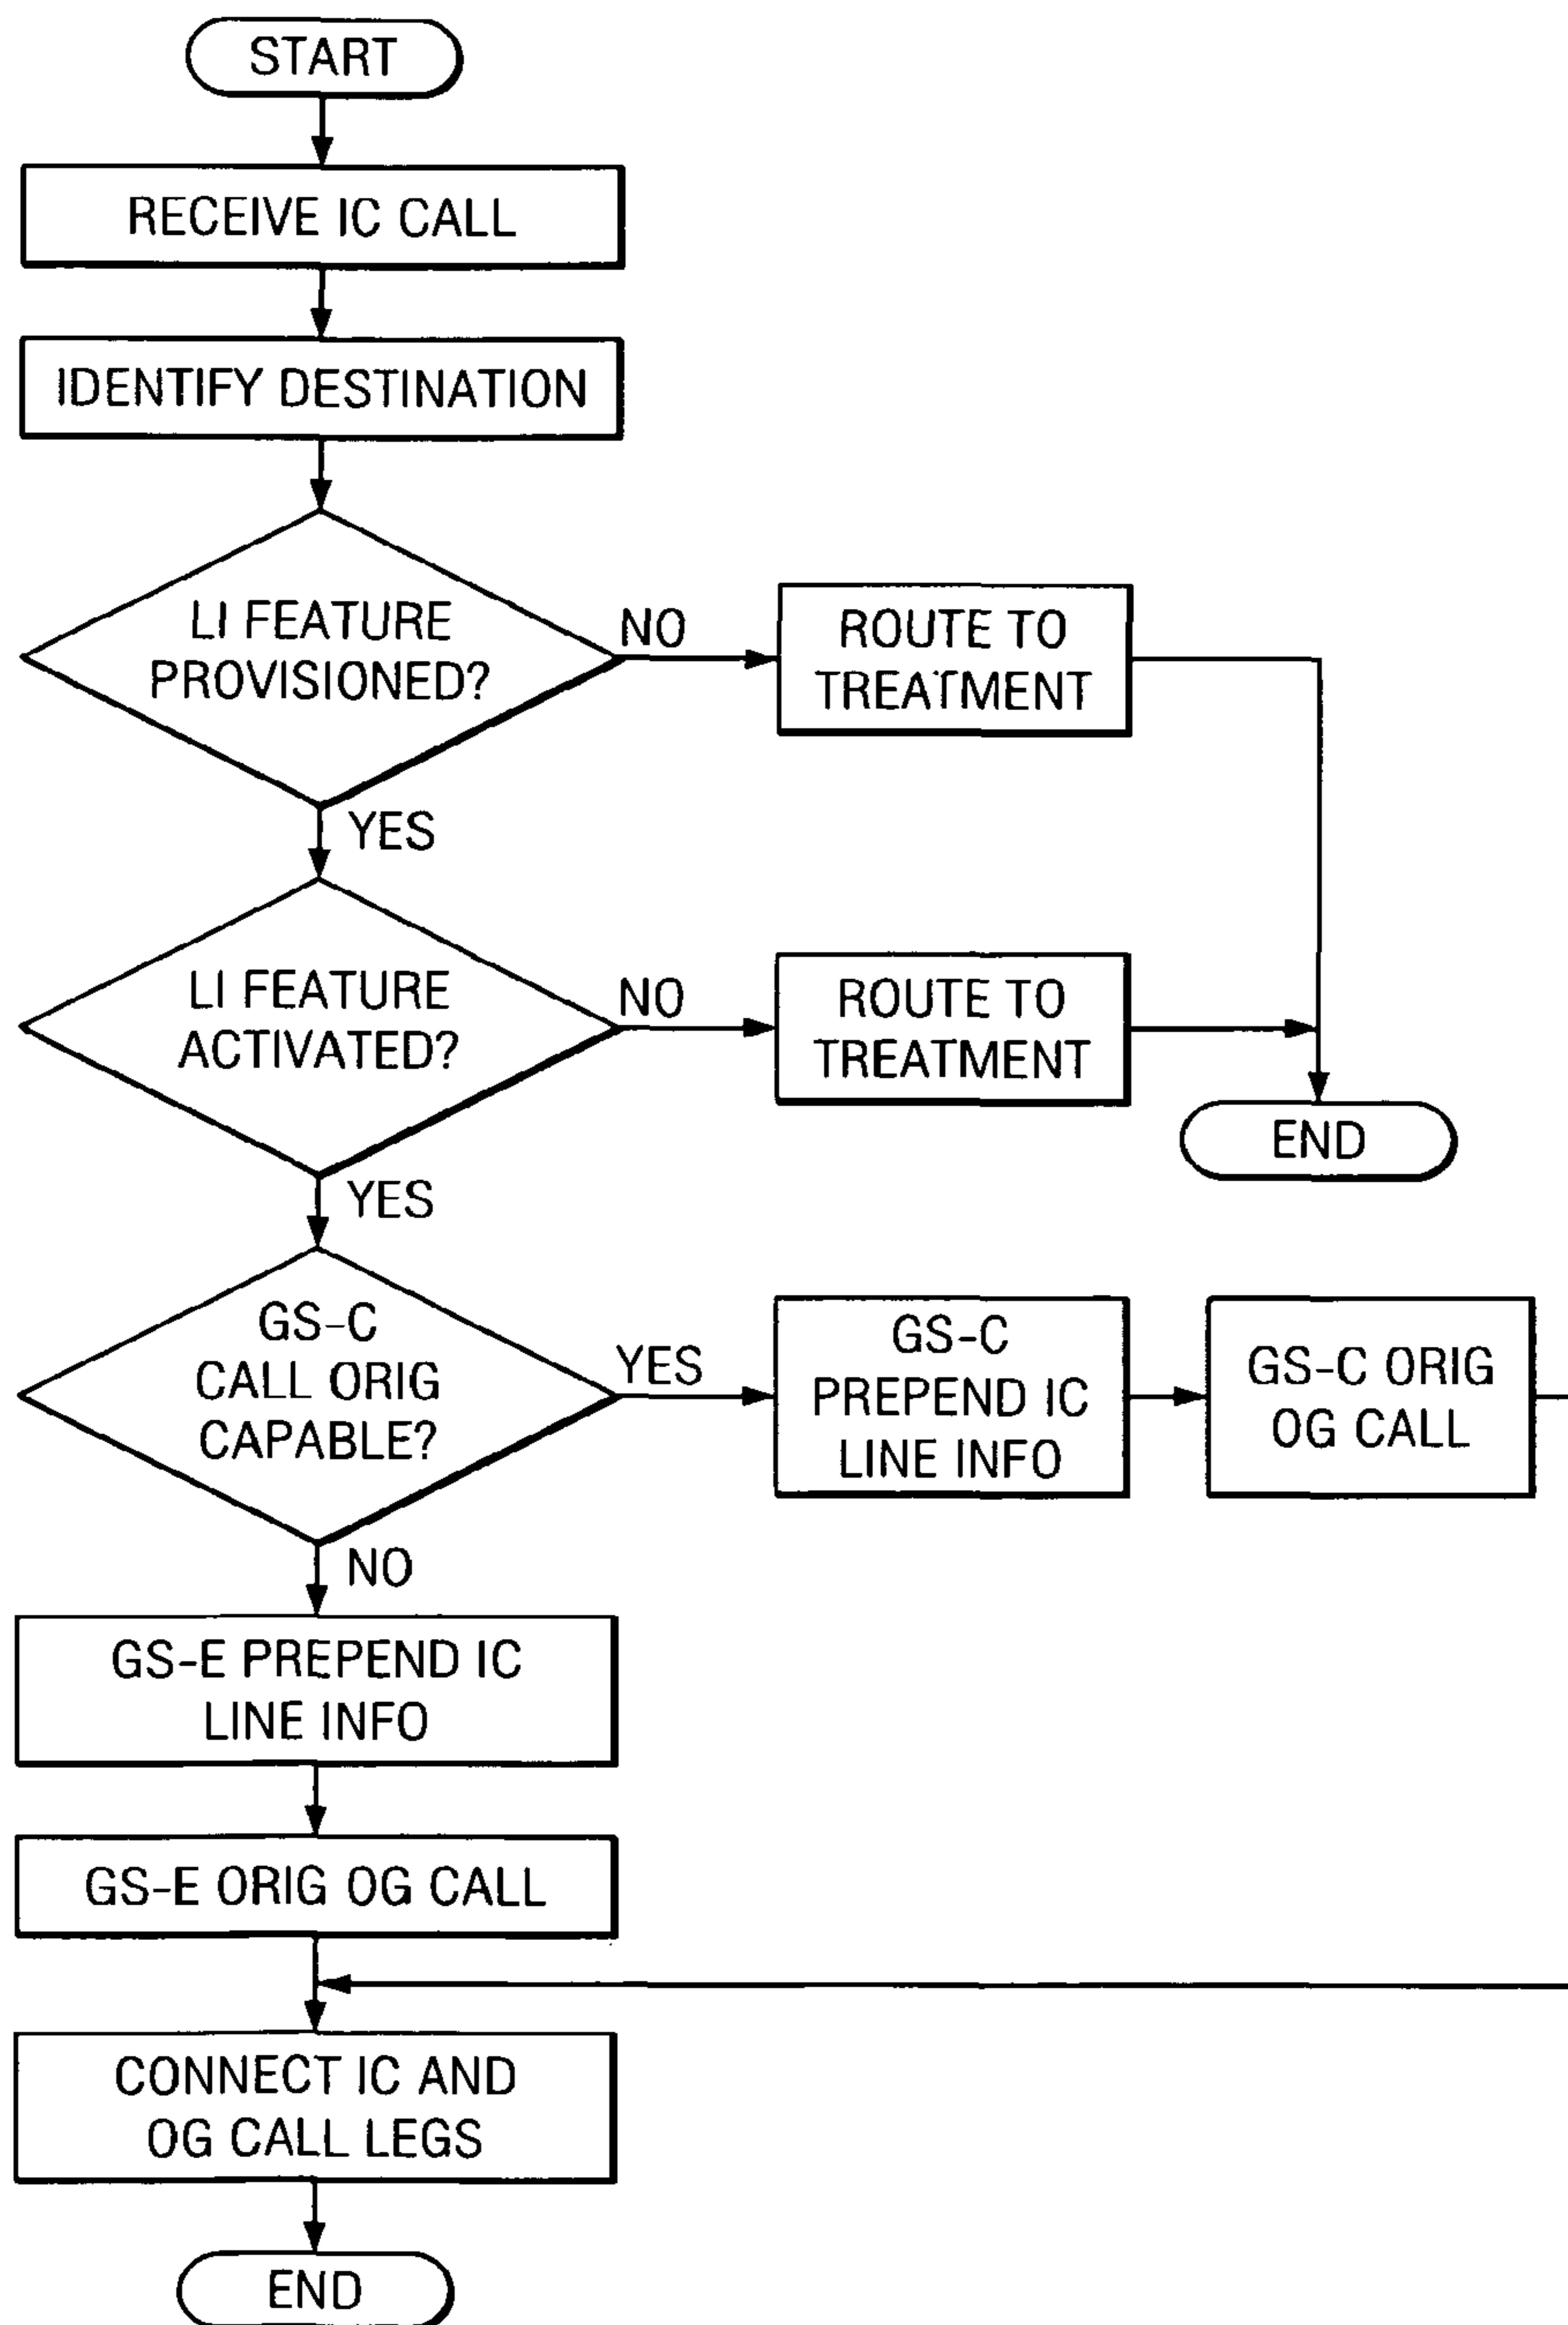 START
RECEIVE IC CALL
IDENTIFY DESTINATION
LI FEATURE
PROVISIONED?
NO
ROUTE TO
TREATMENT
YES
LI FEATURE
ACTIVATED?
NO
ROUTE TO
TREATMENT
END
YES
GS-C
CALL ORIG
CAPABLE?
YES
GS-C
PREPEND IC
LINE INFO
GS-C ORIG
OG CALL
NO
GS-E PREPEND IC
LINE INFO
GS-E ORIG OG CALL
CONNECT IC AND
OG CALL LEGS
END